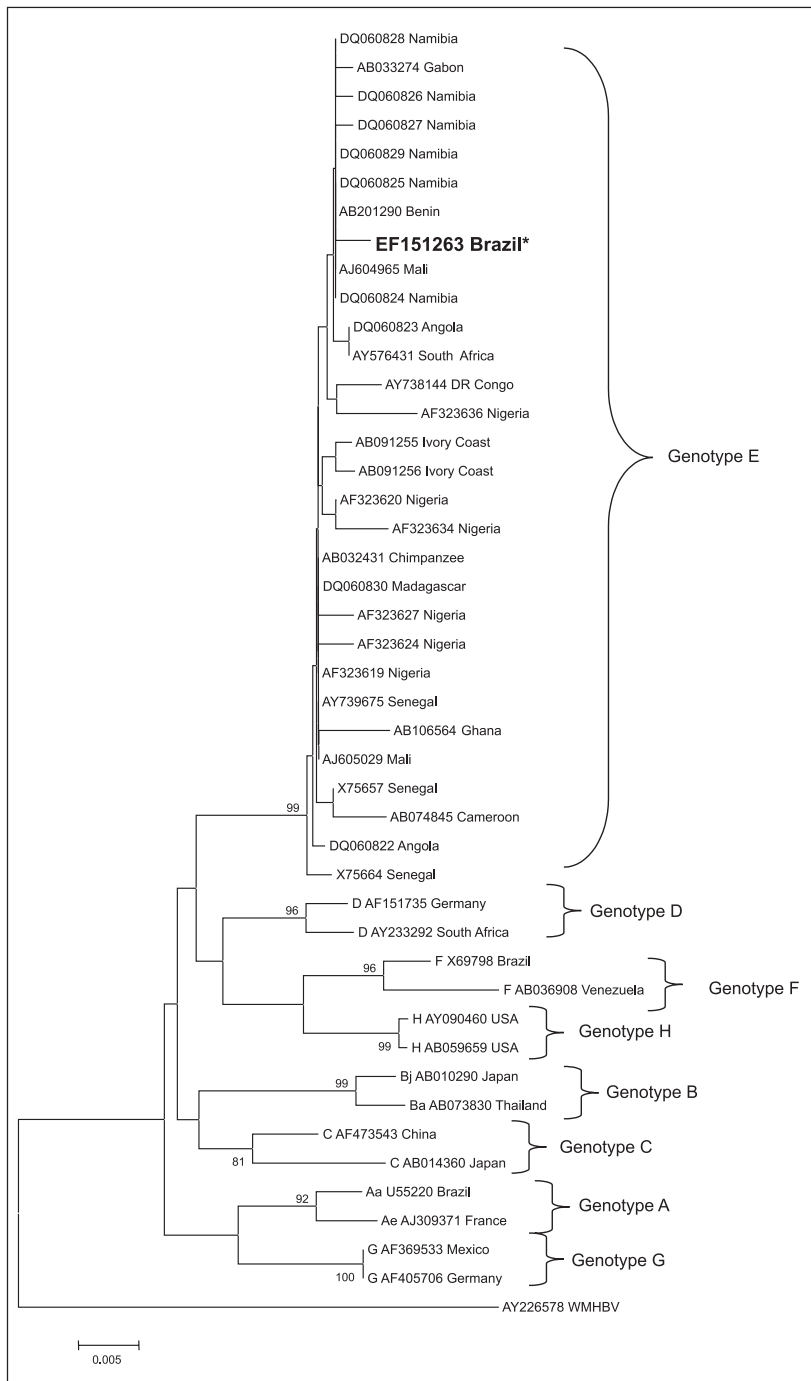 DQ060828 Namibia
AB033274 Gabon
DQ060826 Namibia
DQ060827 Namibia
DQ060829 Namibia
DQ060825 Namibia
AB201290 Benin
EF151263 Brazil*
AJ604965 Mali
DQ060824 Namibia
DQ060823 Angola
AY576431 South Africa
AY738144 DR Congo
AF323636 Nigeria
AB091255 Ivory Coast
Genotype E
AB091256 Ivory Coast
AF323620 Nigeria
AF323634 Nigeria
AB032431 Chimpanzee
DQ060830 Madagascar
AF323627 Nigeria
AF323624 Nigeria
AF323619 Nigeria
AY739675 Senegal
AB106564 Ghana
AJ605029 Mali
X75657 Senegal
99
AB074845 Cameroon
DQ060822 Angola
X75664 Senegal
D AF151735 Germany
96
Genotype D
D AY233292 South Africa
F X69798 Brazil
96
Genotype F
F AB036908 Venezuela
H AY090460 USA
Genotype H
99
H AB059659 USA
Bj AB010290 Japan
99
Genotype B
Ba AB073830 Thailand
C AF473543 China
Genotype C
81
C AB014360 Japan
Aa U55220 Brazil
92
Genotype A
Ae AJ309371 France
G AF369533 Mexico
Genotype G
100
G AF405706 Germany
AY226578 WMHBV
0.005